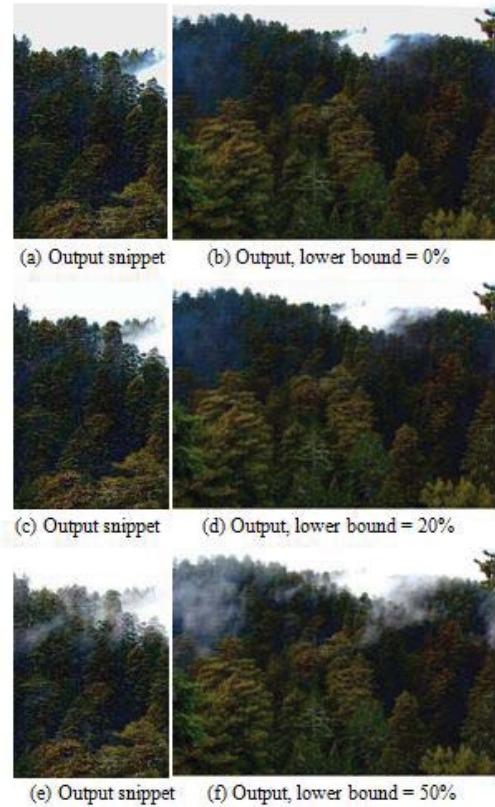 (a) Output snippet (b) Output, lower bound = 0%
(c) Output snippet (d) Output, lower bound = 20%
(e) Output snippet (f) Output, lower bound = 50%